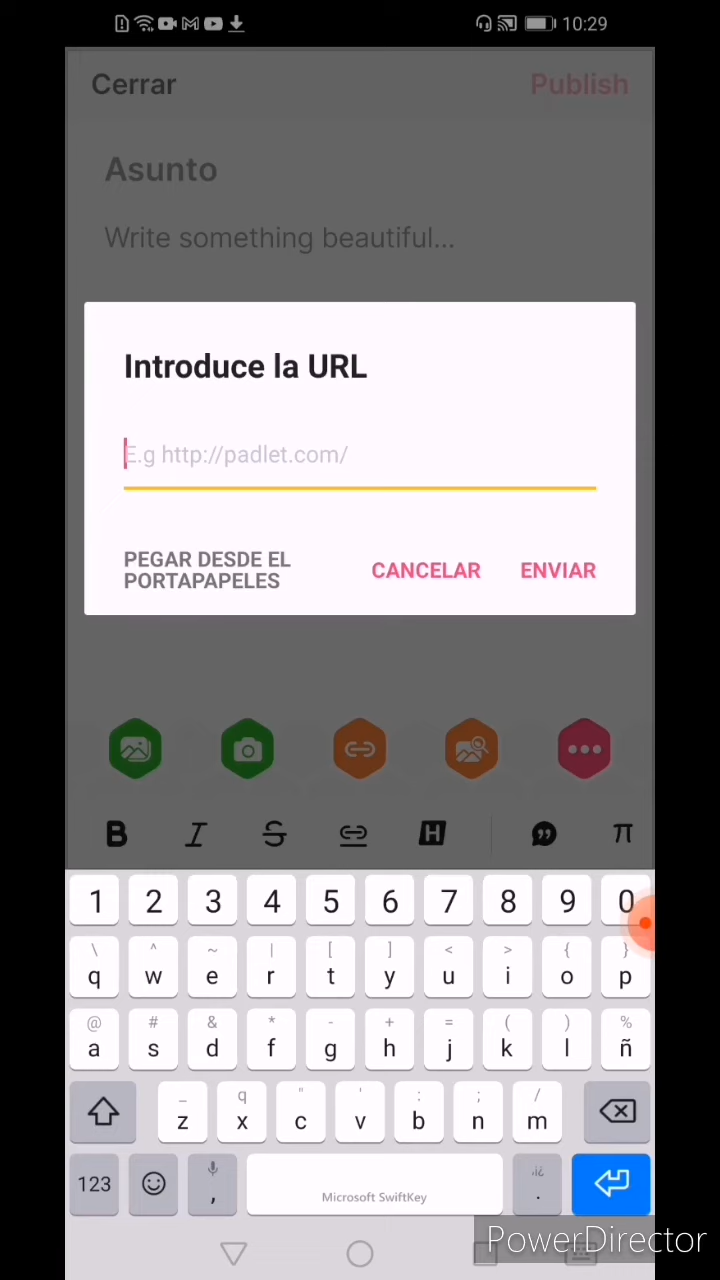 10:29
Cerrar
Publish
Asunto
Write something beautiful...
Introduce la URL
E.g http://padlet.com/
PEGAR DESDE EL
PORTAPAPELES
CANCELAR
ENVIAR
B I S H π
1 2 3 4 5 6 7 8 9 0
\ ^ ~ | [ ] < > { }
q w e r t y u i o p
@ # & * - + = ( ) %
a s d f g h j k l ñ
_ q " ' : ; /
z x c v b n m
123 , .
Microsoft SwiftKey
PowerDirector